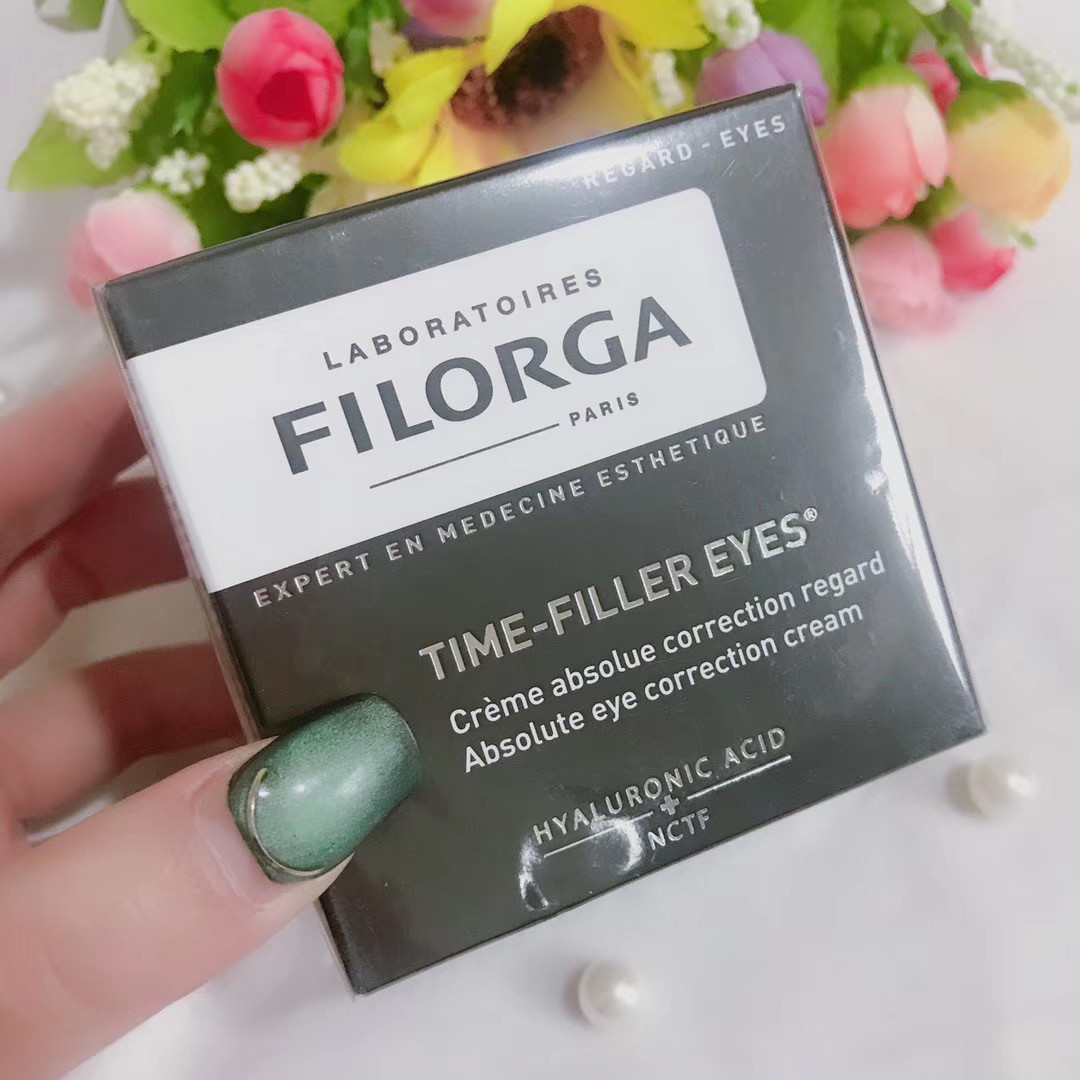 REGARD - EYES
LABORATOIRES
FILORGA
PARIS
EXPERT EN MEDECINE ESTHETIQUE
TIME-FILLER EYES®
Crème absolue correction regard
Absolute eye correction cream
HYALURONIC ACID
+
NCTF